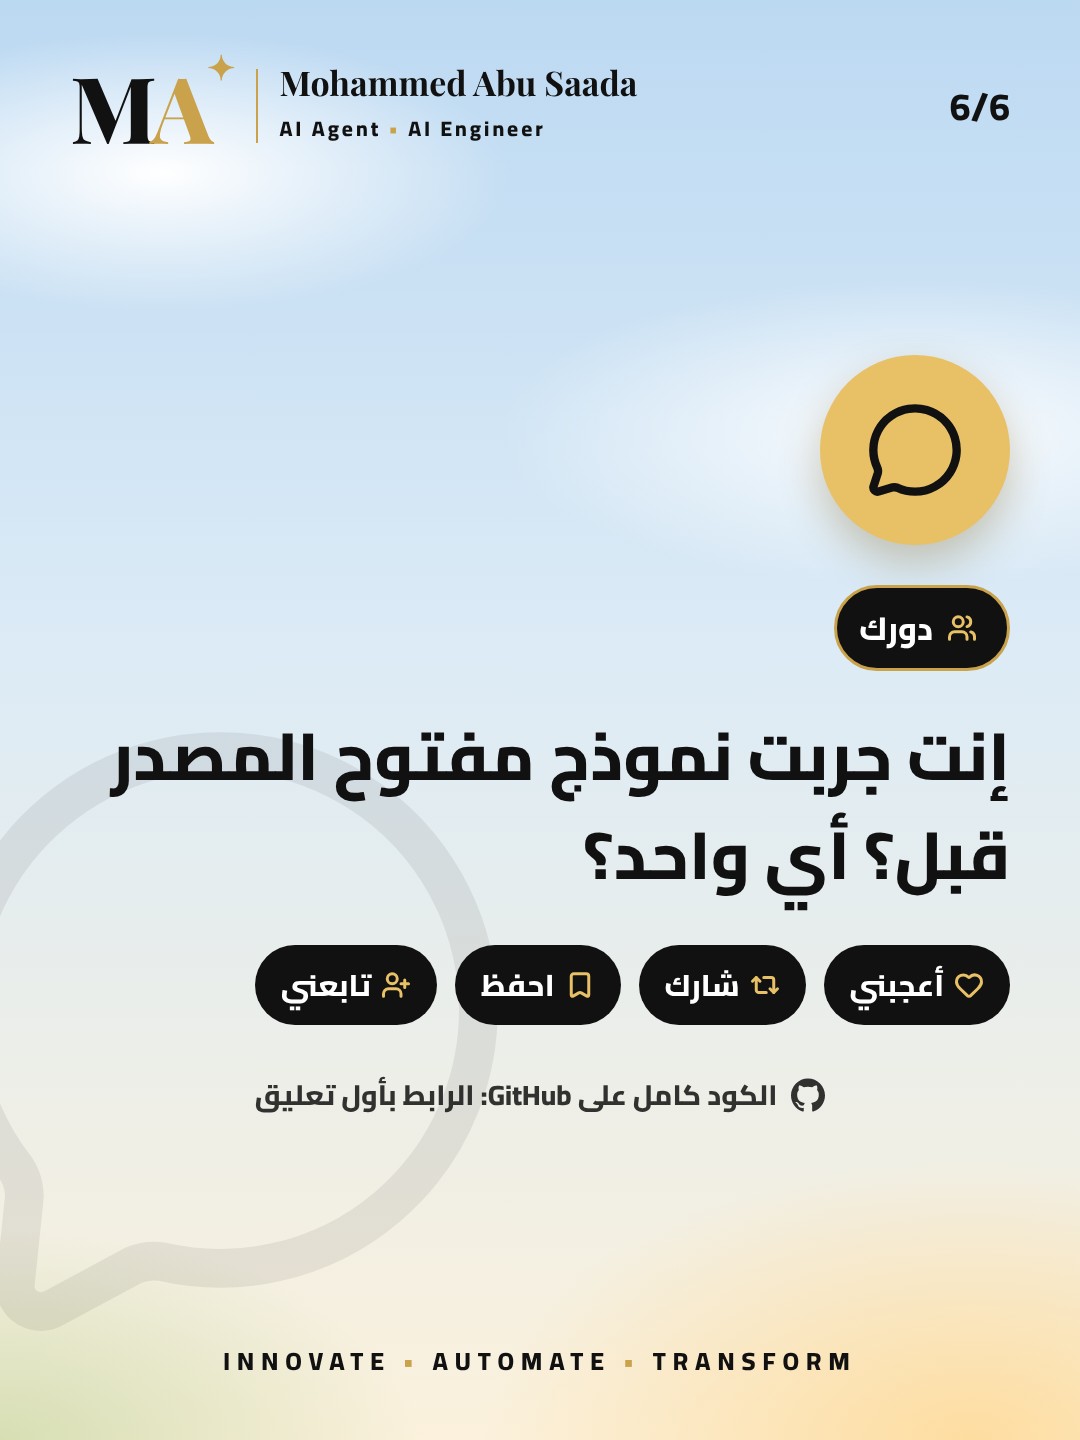 MA
Mohammed Abu Saada
AI Agent ▪ AI Engineer
6/6
دورك
إنت جربت نموذج مفتوح المصدر
قبل؟ أي واحد؟
أعجبني
شارك
احفظ
تابعني
الكود كامل على GitHub: الرابط بأول تعليق
INNOVATE ▪ AUTOMATE ▪ TRANSFORM